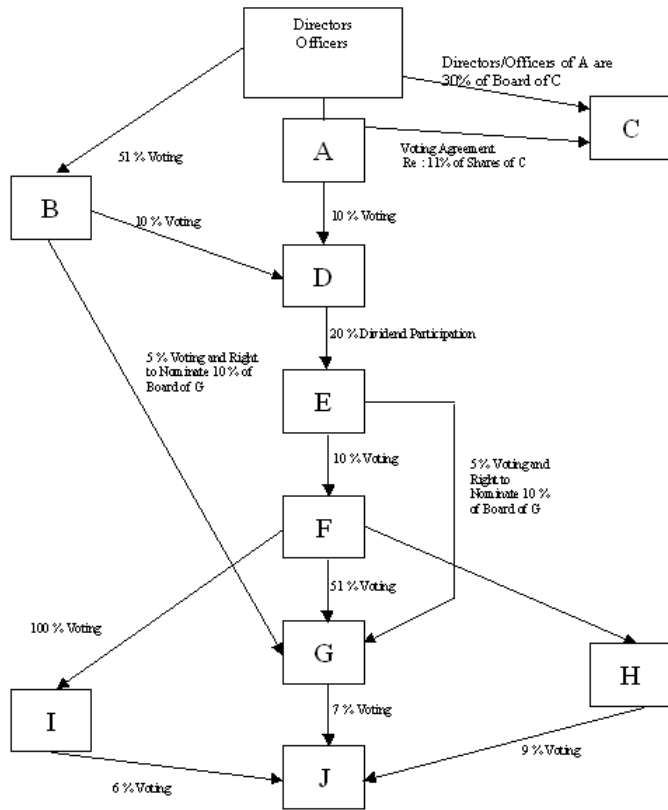 Directors
Officers
Directors/Officers of A are
30% of Board of C
C
A
Voting Agreement
Re : 11% of Shares of C
51 % Voting
B
10 % Voting
10 % Voting
D
20 % Dividend Participation
5 % Voting and Right
to Nominate 10 % of
Board of G
E
10 % Voting
5 % Voting and
Right to
Nominate 10 %
of Board of G
F
51 % Voting
100 % Voting
G
H
I
7 % Voting
J
9 % Voting
6 % Voting